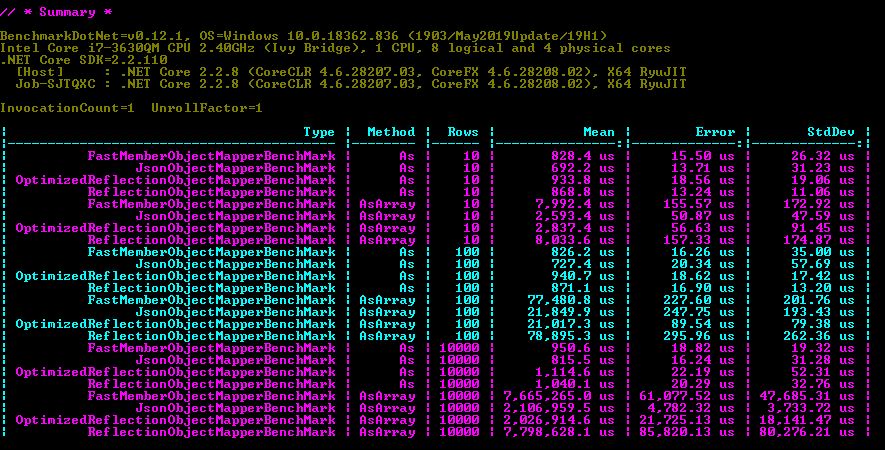 // * Summary *
BenchmarkDotNet=v0.12.1, OS=Windows 10.0.18362.836 (1903/May2019Update/19H1)
Intel Core i7-3630QM CPU 2.40GHz (Ivy Bridge), 1 CPU, 8 logical and 4 physical cores
.NET Core SDK=2.2.110
[Host]     : .NET Core 2.2.8 (CoreCLR 4.6.28207.03, CoreFX 4.6.28208.02), X64 RyuJIT
Job-SJTQXC : .NET Core 2.2.8 (CoreCLR 4.6.28207.03, CoreFX 4.6.28208.02), X64 RyuJIT
InvocationCount=1  UnrollFactor=1
| Type | Method | Rows | Mean | Error | StdDev |
|--- |--- |--- |---:|---:|---:|
| FastMemberObjectMapperBenchMark | As | 10 | 828.4 us | 15.50 us | 26.32 us |
| JsonObjectMapperBenchMark | As | 10 | 692.2 us | 13.71 us | 31.23 us |
| OptimizedReflectionObjectMapperBenchMark | As | 10 | 933.8 us | 18.56 us | 19.06 us |
| ReflectionObjectMapperBenchMark | As | 10 | 868.8 us | 13.24 us | 11.06 us |
| FastMemberObjectMapperBenchMark | AsArray | 10 | 7,992.4 us | 155.57 us | 172.92 us |
| JsonObjectMapperBenchMark | AsArray | 10 | 2,593.4 us | 50.87 us | 47.59 us |
| OptimizedReflectionObjectMapperBenchMark | AsArray | 10 | 2,837.4 us | 56.63 us | 91.45 us |
| ReflectionObjectMapperBenchMark | AsArray | 10 | 8,033.6 us | 157.33 us | 174.87 us |
| FastMemberObjectMapperBenchMark | As | 100 | 826.2 us | 16.26 us | 35.00 us |
| JsonObjectMapperBenchMark | As | 100 | 727.4 us | 20.34 us | 57.69 us |
| OptimizedReflectionObjectMapperBenchMark | As | 100 | 940.7 us | 18.62 us | 17.42 us |
| ReflectionObjectMapperBenchMark | As | 100 | 871.1 us | 16.90 us | 13.20 us |
| FastMemberObjectMapperBenchMark | AsArray | 100 | 77,480.8 us | 227.60 us | 201.76 us |
| JsonObjectMapperBenchMark | AsArray | 100 | 21,849.9 us | 247.75 us | 193.43 us |
| OptimizedReflectionObjectMapperBenchMark | AsArray | 100 | 21,017.3 us | 89.54 us | 79.38 us |
| ReflectionObjectMapperBenchMark | AsArray | 100 | 78,895.3 us | 295.96 us | 262.36 us |
| FastMemberObjectMapperBenchMark | As | 10000 | 950.6 us | 18.82 us | 19.32 us |
| JsonObjectMapperBenchMark | As | 10000 | 815.5 us | 16.24 us | 31.28 us |
| OptimizedReflectionObjectMapperBenchMark | As | 10000 | 1,114.6 us | 22.19 us | 52.31 us |
| ReflectionObjectMapperBenchMark | As | 10000 | 1,040.1 us | 20.29 us | 32.76 us |
| FastMemberObjectMapperBenchMark | AsArray | 10000 | 7,665,265.0 us | 61,077.52 us | 47,685.31 us |
| JsonObjectMapperBenchMark | AsArray | 10000 | 2,106,959.5 us | 4,782.32 us | 3,733.72 us |
| OptimizedReflectionObjectMapperBenchMark | AsArray | 10000 | 2,026,914.6 us | 21,725.13 us | 18,141.47 us |
| ReflectionObjectMapperBenchMark | AsArray | 10000 | 7,798,628.1 us | 85,820.13 us | 80,276.21 us |